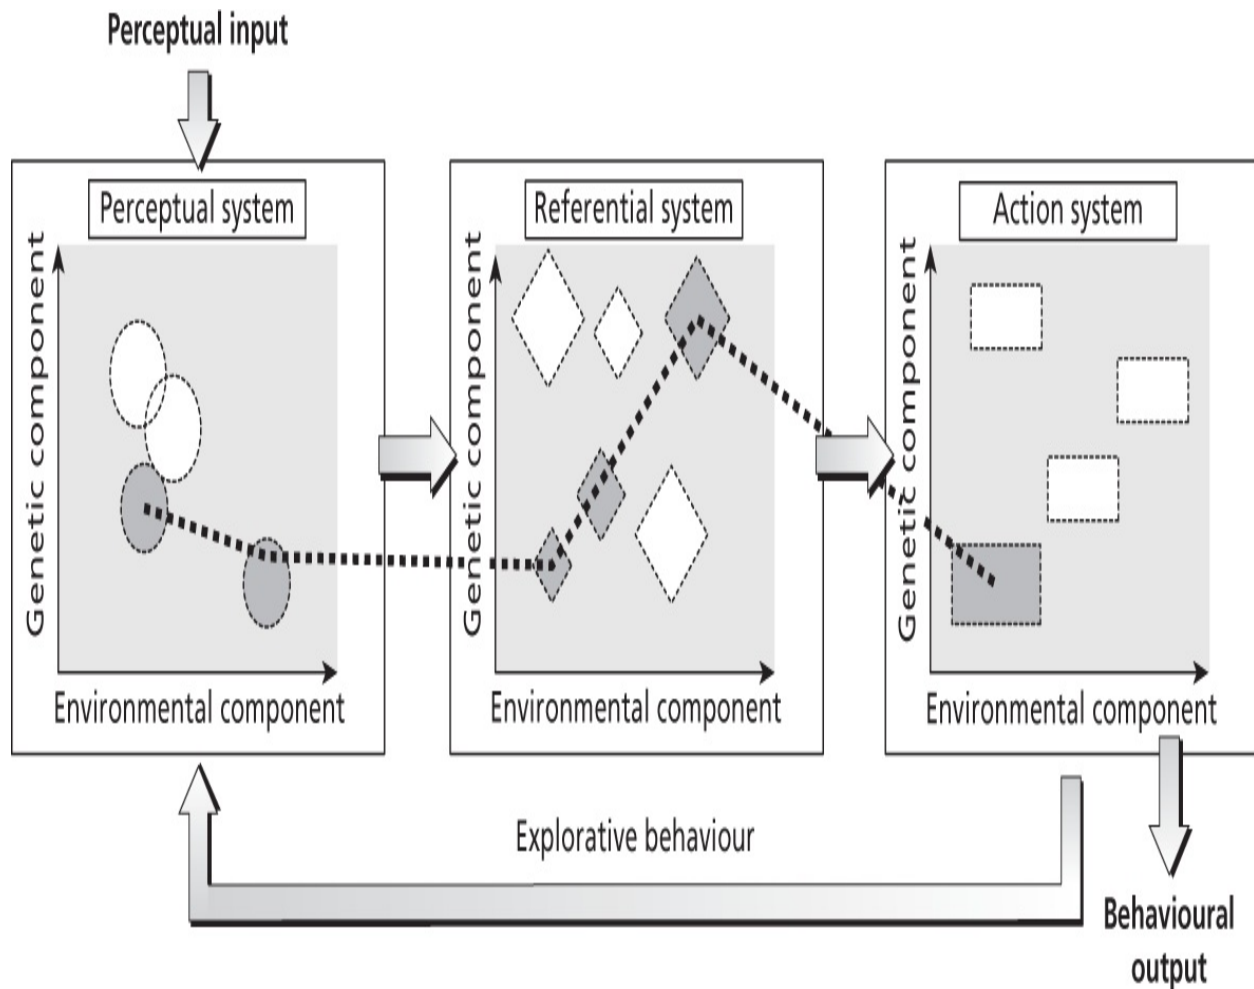 Perceptual input
Perceptual system
Genetic component
Environmental component
Referential system
Genetic component
Environmental component
Action system
Genetic component
Environmental component
Explorative behaviour
Behavioural
output